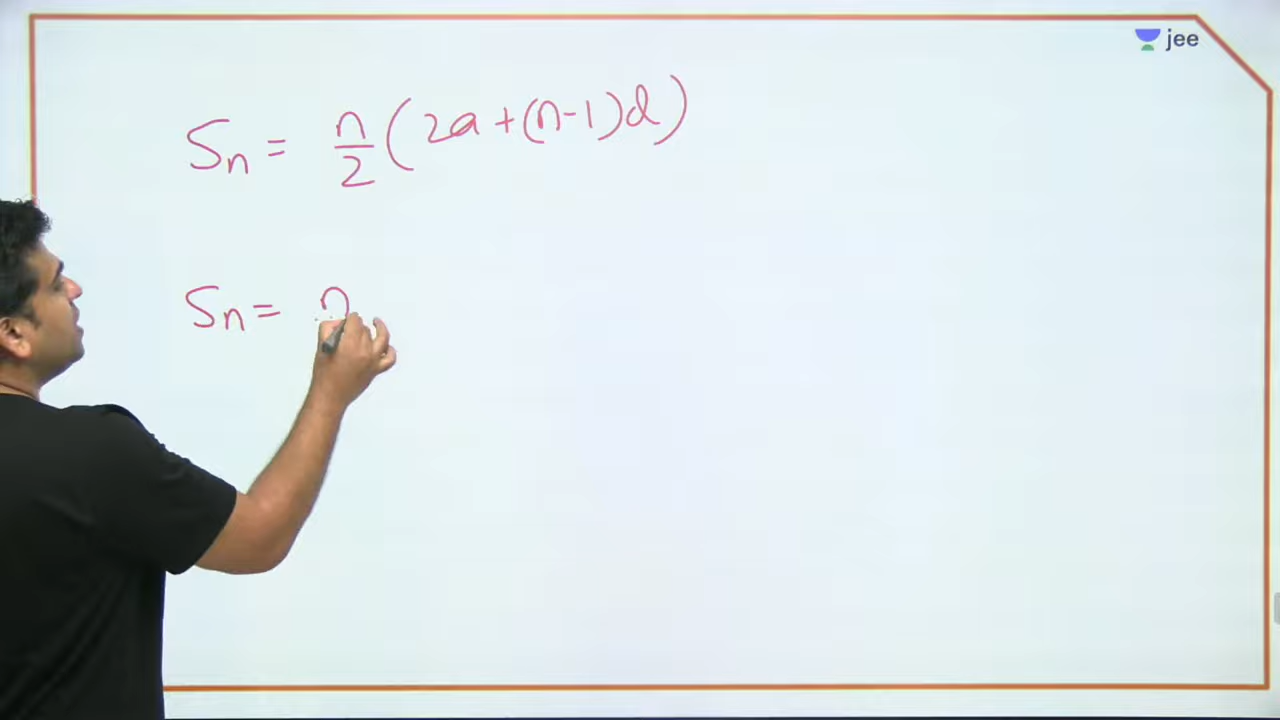 jee
Sn = n/2 (2a + (n-1)d)
Sn = n